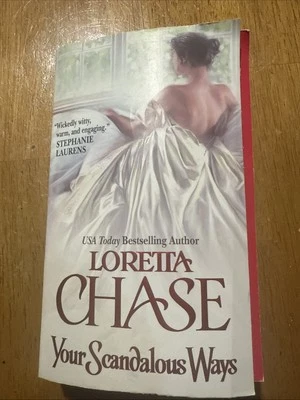 "Wickedly witty,
warm, and engaging."
STEPHANIE
LAURENS
USA Today Bestselling Author
LORETTA
CHASE
Your Scandalous Ways